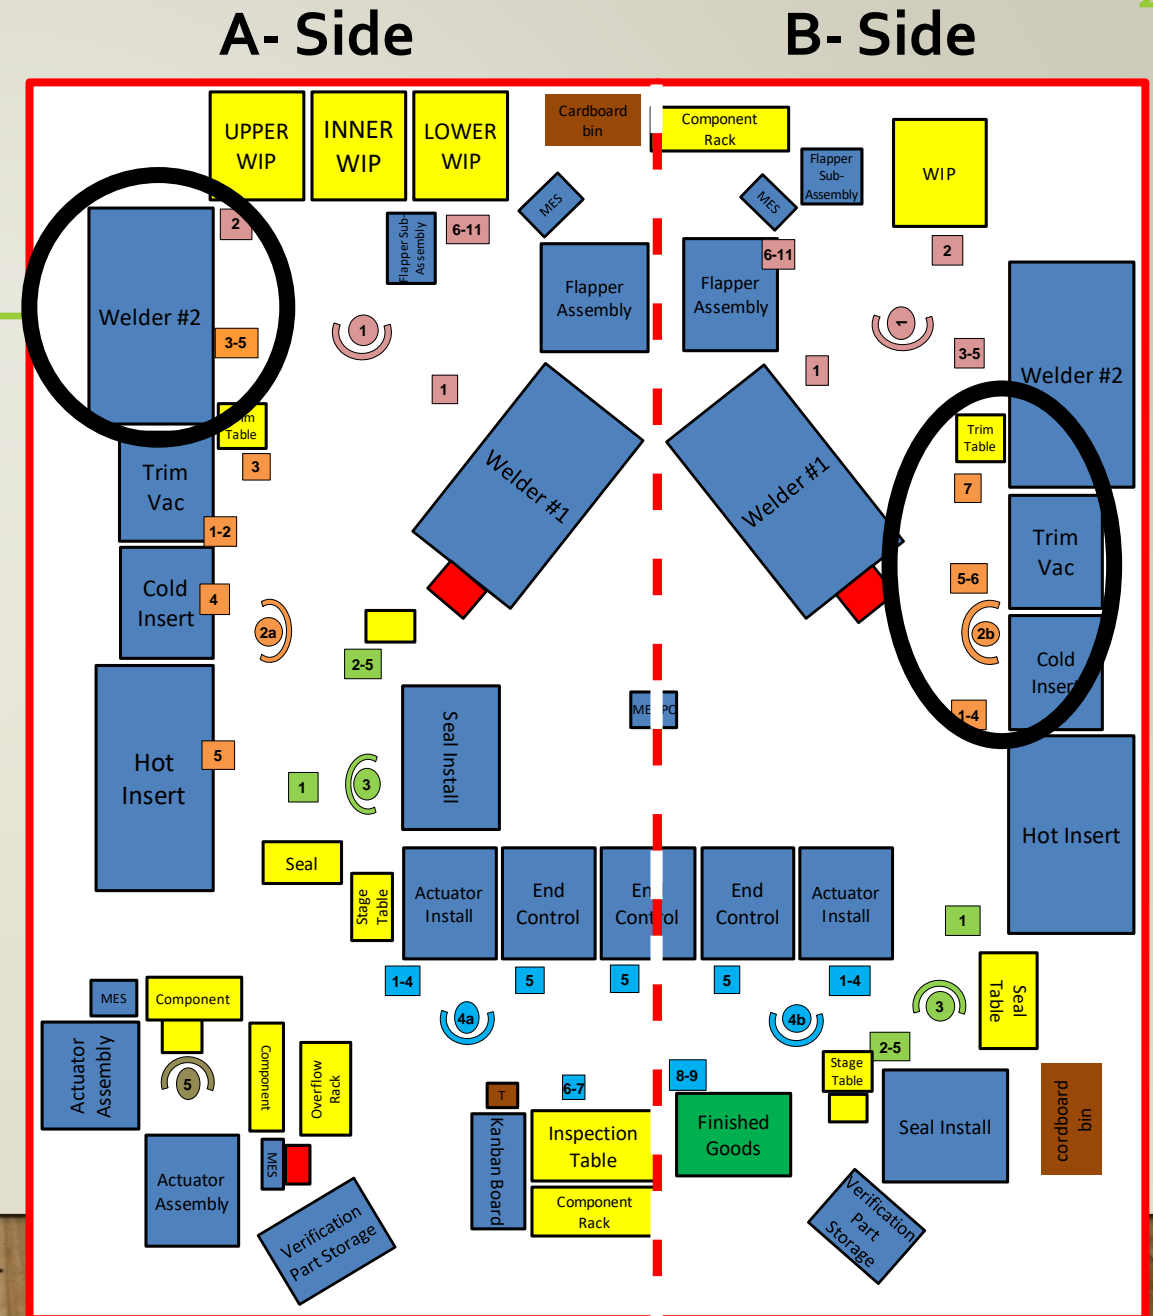 A- Side
B- Side
UPPER
WIP
INNER
WIP
LOWER
WIP
Cardboard
bin
Component
Rack
Flapper
Sub-
Assembly
WIP
MES
MES
2
Flapper Sub-
Assembly
6-11
Flapper
Assembly
Flapper
Assembly
6-11
2
Welder #2
3-5
1
1
Welder #1
1
1
3-5
Welder #2
Welder #1
Table
3
Trim
Vac
1-2
Trim
Table
7
Trim
Vac
5-6
Cold
Insert
4
2a
2b
Cold
Insert
1-4
2-5
Seal Install
Hot
Insert
5
1
3
Hot Insert
Seal
Stage
Table
Actuator
Install
End
Control
End
Control
End
Control
Actuator
Install
1
1-4
5
5
5
1-4
4a
4b
3
Seal
Table
MES
Component
Actuator
Assembly
5
Component
Overflow
Rack
2-5
Stage
Table
T
6-7
8-9
Kanban Board
Inspection
Table
Finished
Goods
Seal Install
cordboard
bin
Actuator
Assembly
MES
Verification
Part Storage
Component
Rack
Verification
Part
Storage